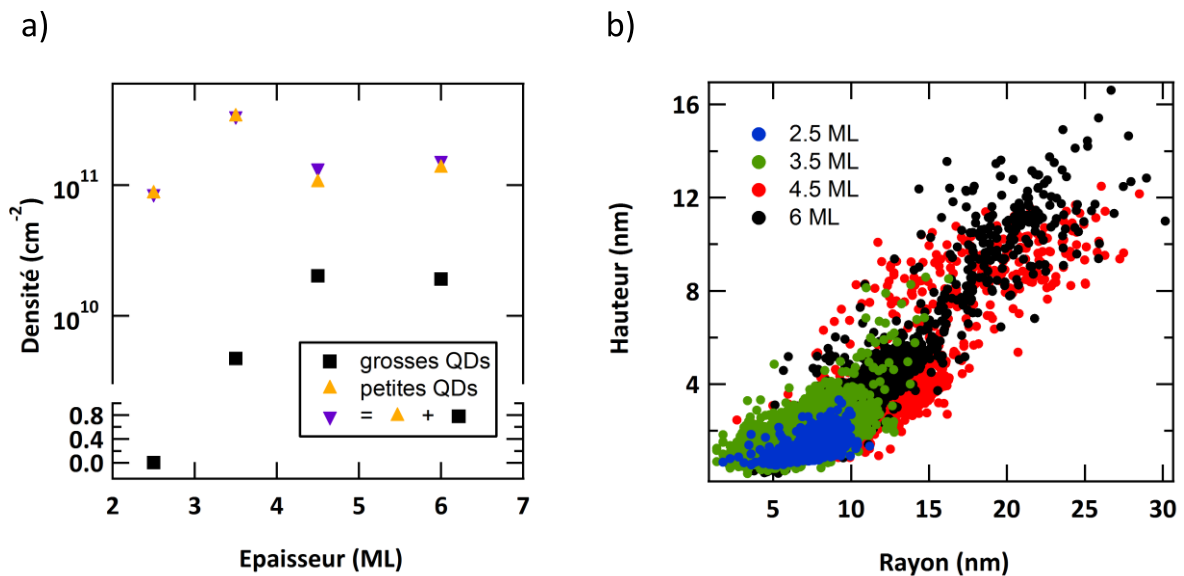 a)
Densité (cm-2)
10^11
10^10
0.8
0.4
0.0
grosses QDs
petites QDs
= +
2 3 4 5 6 7
Epaisseur (ML)
b)
Hauteur (nm)
16
12
8
4
2.5 ML
3.5 ML
4.5 ML
6 ML
5 10 15 20 25 30
Rayon (nm)